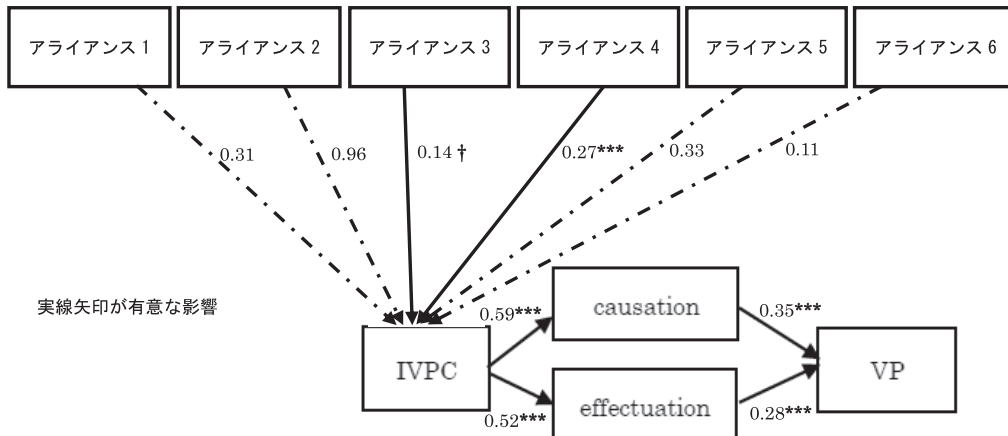 アライアンス 1
アライアンス 2
アライアンス 3
アライアンス 4
アライアンス 5
アライアンス 6
0.31
0.96
0.14 †
0.27***
0.33
0.11
実線矢印が有意な影響
0.59***
causation
0.35***
IVPC
VP
0.52***
effectuation
0.28***